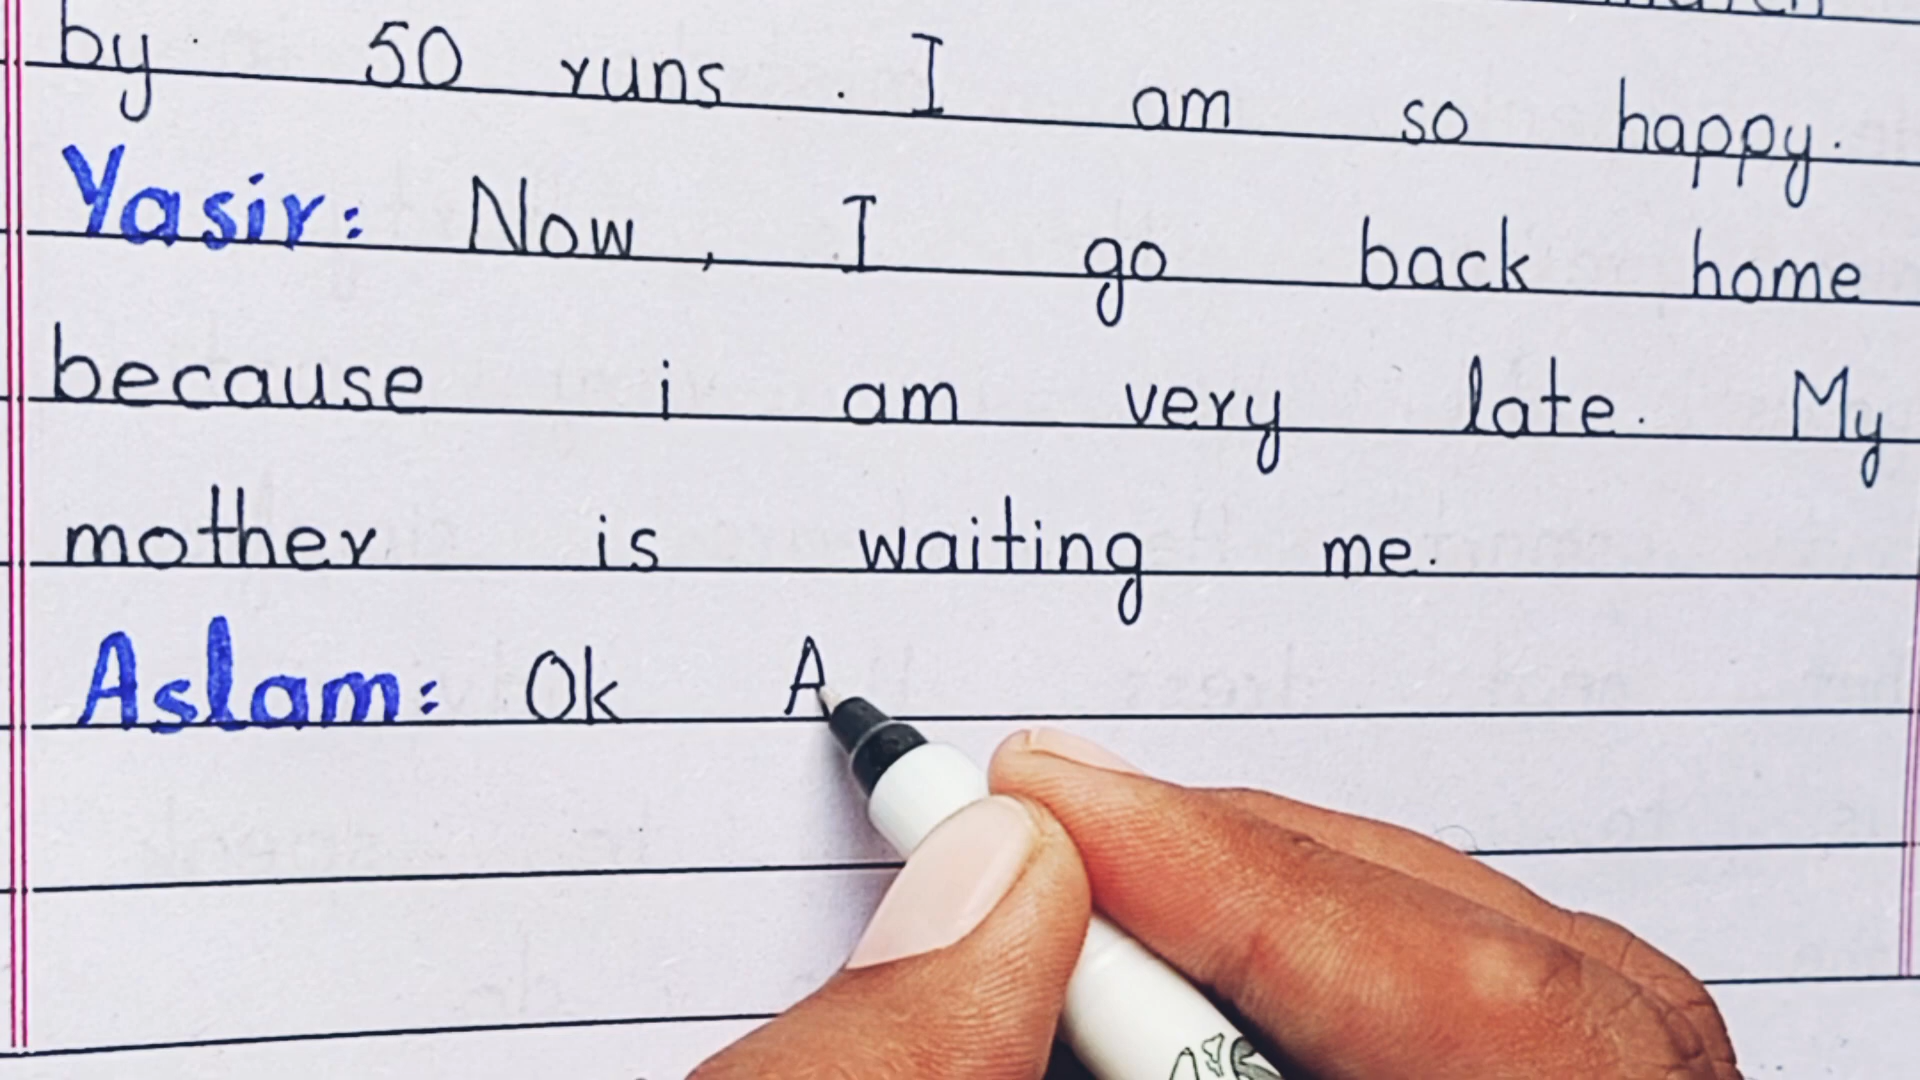 by 50 runs. I am so happy.
Yasir: Now, I go back home
because i am very late. My
mother is waiting me.
Aslam: Ok A